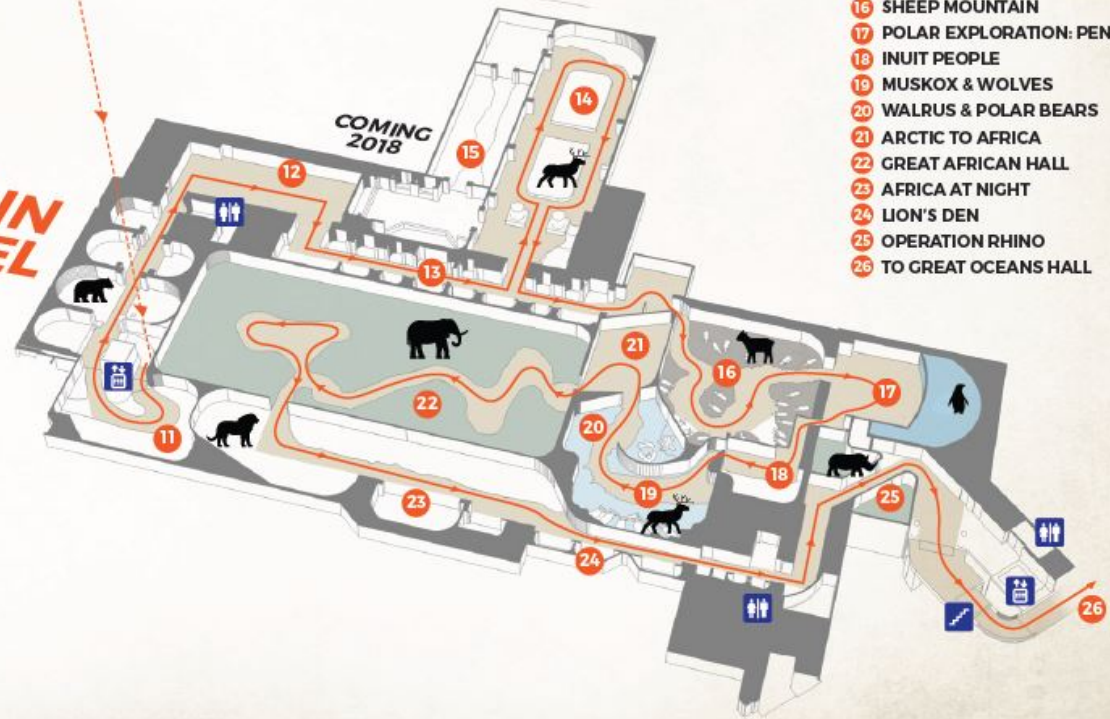 16 SHEEP MOUNTAIN
17 POLAR EXPLORATION: PEN
18 INUIT PEOPLE
19 MUSKOX & WOLVES
20 WALRUS & POLAR BEARS
21 ARCTIC TO AFRICA
22 GREAT AFRICAN HALL
23 AFRICA AT NIGHT
24 LION'S DEN
25 OPERATION RHINO
26 TO GREAT OCEANS HALL
COMING
2018
IN
EL
14
15
12
13
21
16
17
22
20
11
18
19
25
23
24
26